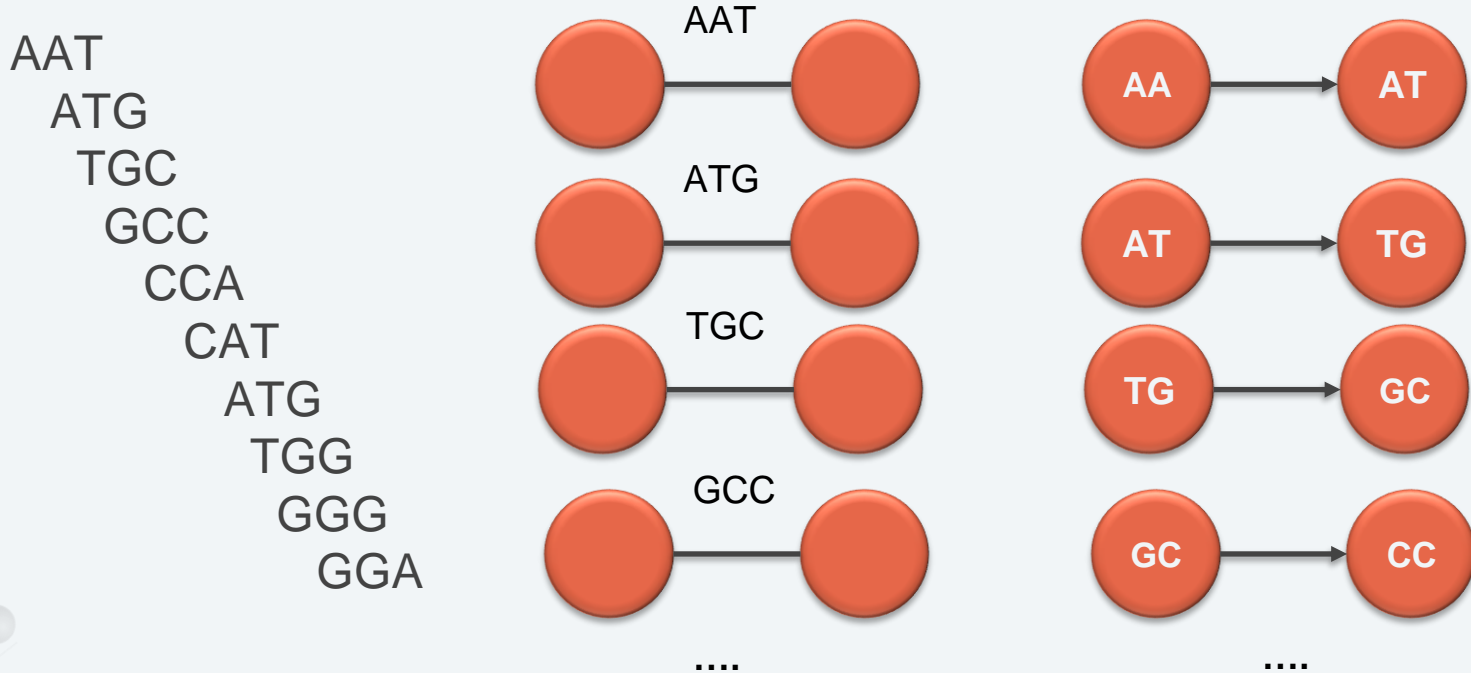 AAT
ATG
TGC
GCC
CCA
CAT
ATG
TGG
GGG
GGA
AAT
ATG
TGC
GCC
....
AA AT
AT TG
TG GC
GC CC
....